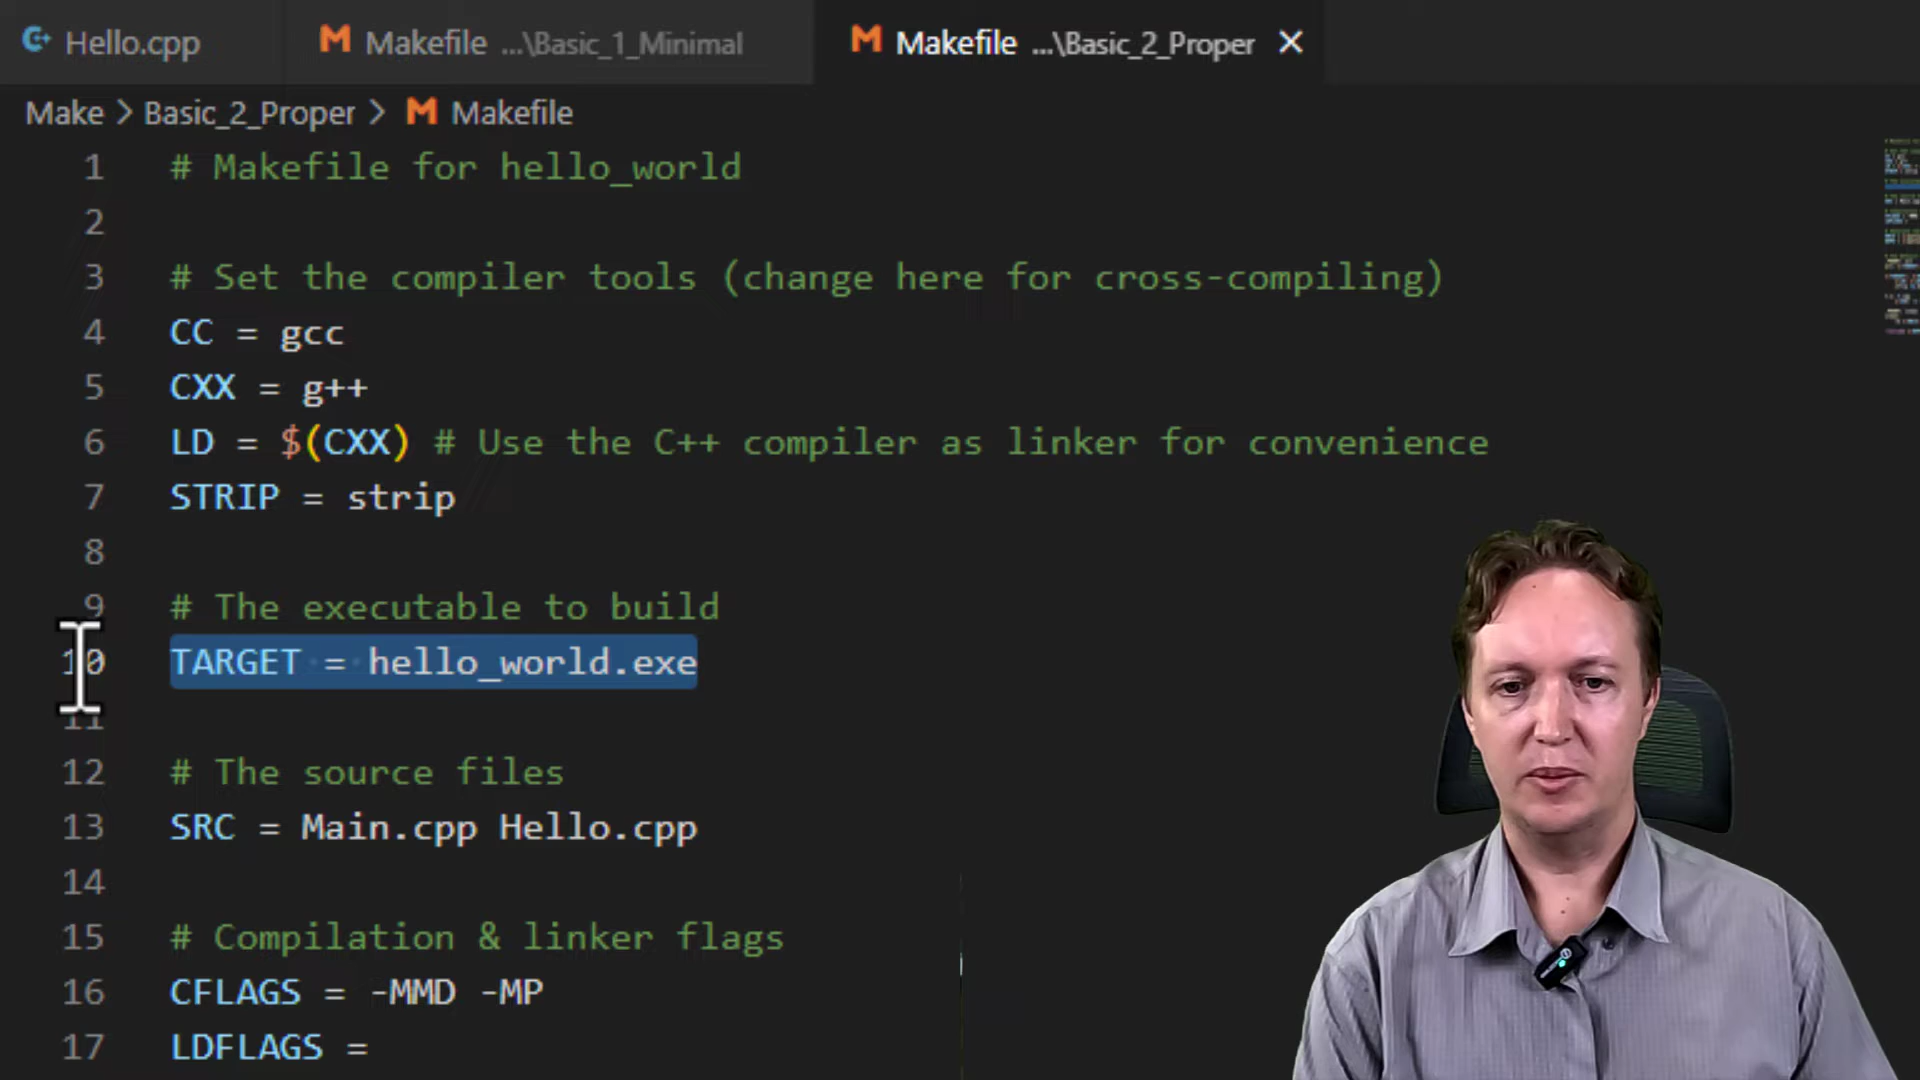 Hello.cpp
Makefile ...\Basic_1_Minimal
Makefile ...\Basic_2_Proper
Make > Basic_2_Proper > Makefile
1 # Makefile for hello_world
2
3 # Set the compiler tools (change here for cross-compiling)
4 CC = gcc
5 CXX = g++
6 LD = $(CXX) # Use the C++ compiler as linker for convenience
7 STRIP = strip
8
9 # The executable to build
10 TARGET = hello_world.exe
11
12 # The source files
13 SRC = Main.cpp Hello.cpp
14
15 # Compilation & linker flags
16 CFLAGS = -MMD -MP
17 LDFLAGS =